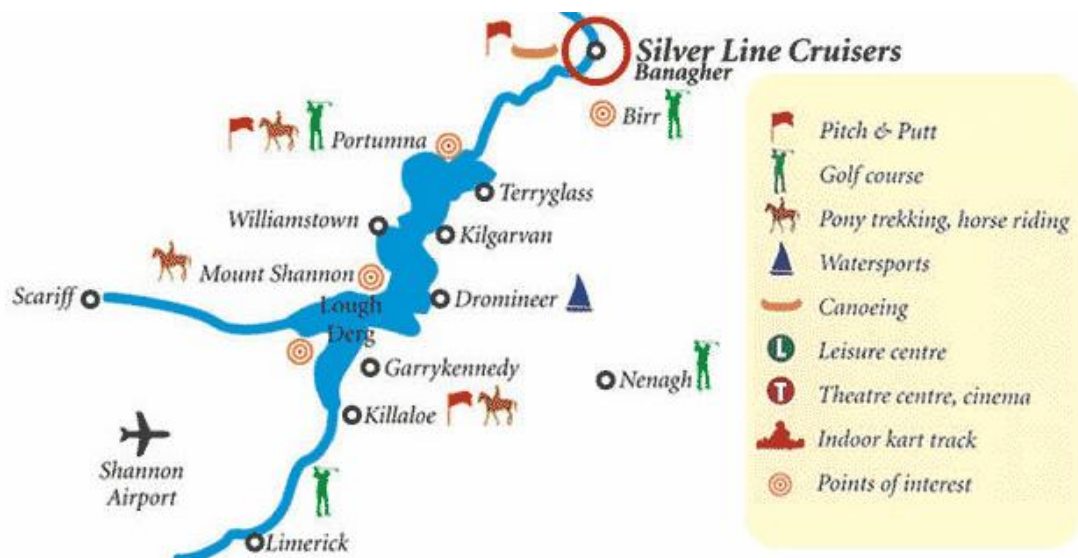 Silver Line Cruisers
Banagher
Birr
Portumna
Terryglass
Williamstown
Kilgarvan
Mount Shannon
Scariff
Lough
Derg
Dromineer
Garrykennedy
Nenagh
Killaloe
Shannon
Airport
Limerick
Pitch & Putt
Golf course
Pony trekking, horse riding
Watersports
Canoeing
L Leisure centre
T Theatre centre, cinema
Indoor kart track
Points of interest